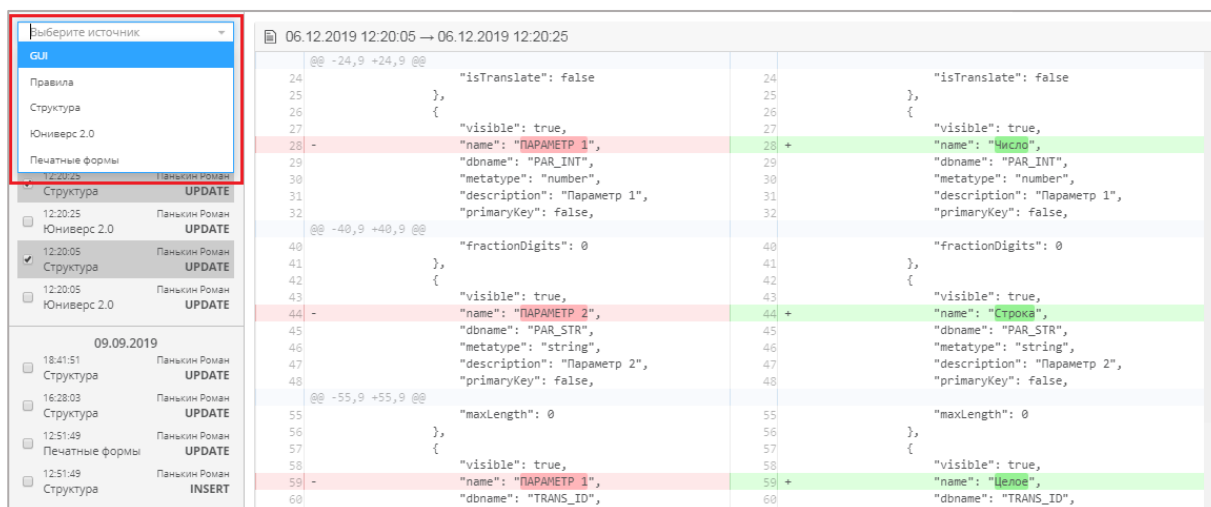 Выберите источник
GUI
Правила
Структура
Юниверс 2.0
Печатные формы
12:20:25 Панькин Роман
Структура UPDATE
12:20:25 Панькин Роман
Юниверс 2.0 UPDATE
12:20:05 Панькин Роман
Структура UPDATE
12:20:05 Панькин Роман
Юниверс 2.0 UPDATE
09.09.2019
18:41:51 Панькин Роман
Структура UPDATE
16:28:03 Панькин Роман
Структура UPDATE
12:51:49 Панькин Роман
Печатные формы UPDATE
12:51:49 Панькин Роман
Структура INSERT
06.12.2019 12:20:05 → 06.12.2019 12:20:25
@@ -24,9 +24,9 @@
24 "isTranslate": false 24 "isTranslate": false
25 }, 25 },
26 { 26 {
27 "visible": true, 27 "visible": true,
28 - "name": "ПАРАМЕТР 1", 28 + "name": "Число",
29 "dbname": "PAR_INT", 29 "dbname": "PAR_INT",
30 "metatype": "number", 30 "metatype": "number",
31 "description": "Параметр 1", 31 "description": "Параметр 1",
32 "primaryKey": false, 32 "primaryKey": false,
@@ -40,9 +40,9 @@
40 "fractionDigits": 0 40 "fractionDigits": 0
41 }, 41 },
42 { 42 {
43 "visible": true, 43 "visible": true,
44 - "name": "ПАРАМЕТР 2", 44 + "name": "Строка",
45 "dbname": "PAR_STR", 45 "dbname": "PAR_STR",
46 "metatype": "string", 46 "metatype": "string",
47 "description": "Параметр 2", 47 "description": "Параметр 2",
48 "primaryKey": false, 48 "primaryKey": false,
@@ -55,9 +55,9 @@
55 "maxLength": 0 55 "maxLength": 0
56 }, 56 },
57 { 57 {
58 "visible": true, 58 "visible": true,
59 - "name": "ПАРАМЕТР 1", 59 + "name": "Целое",
60 "dbname": "TRANS_ID", 60 "dbname": "TRANS_ID",